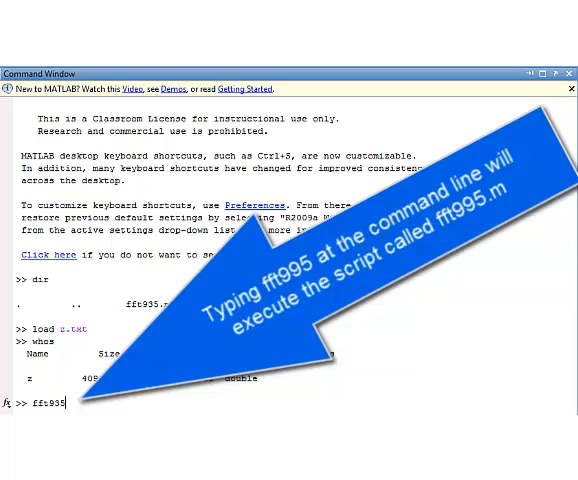 Command Window
New to MATLAB? Watch this Video, see Demos, or read Getting Started.
This is a Classroom License for instructional use only.
Research and commercial use is prohibited.
MATLAB desktop keyboard shortcuts, such as Ctrl+S, are now customizable.
In addition, many keyboard shortcuts have changed for improved
across the desktop.
To customize keyboard shortcuts, use Preferences. From there
restore previous default settings by "R2009a
from the active settings drop-down
Click here if you do not want to
>> dir
. .. fft935.m
>> load z.txt
>> whos
Name
z double
fx >> fft935
Typing fft995 at the command line will
execute the script called fft995.m